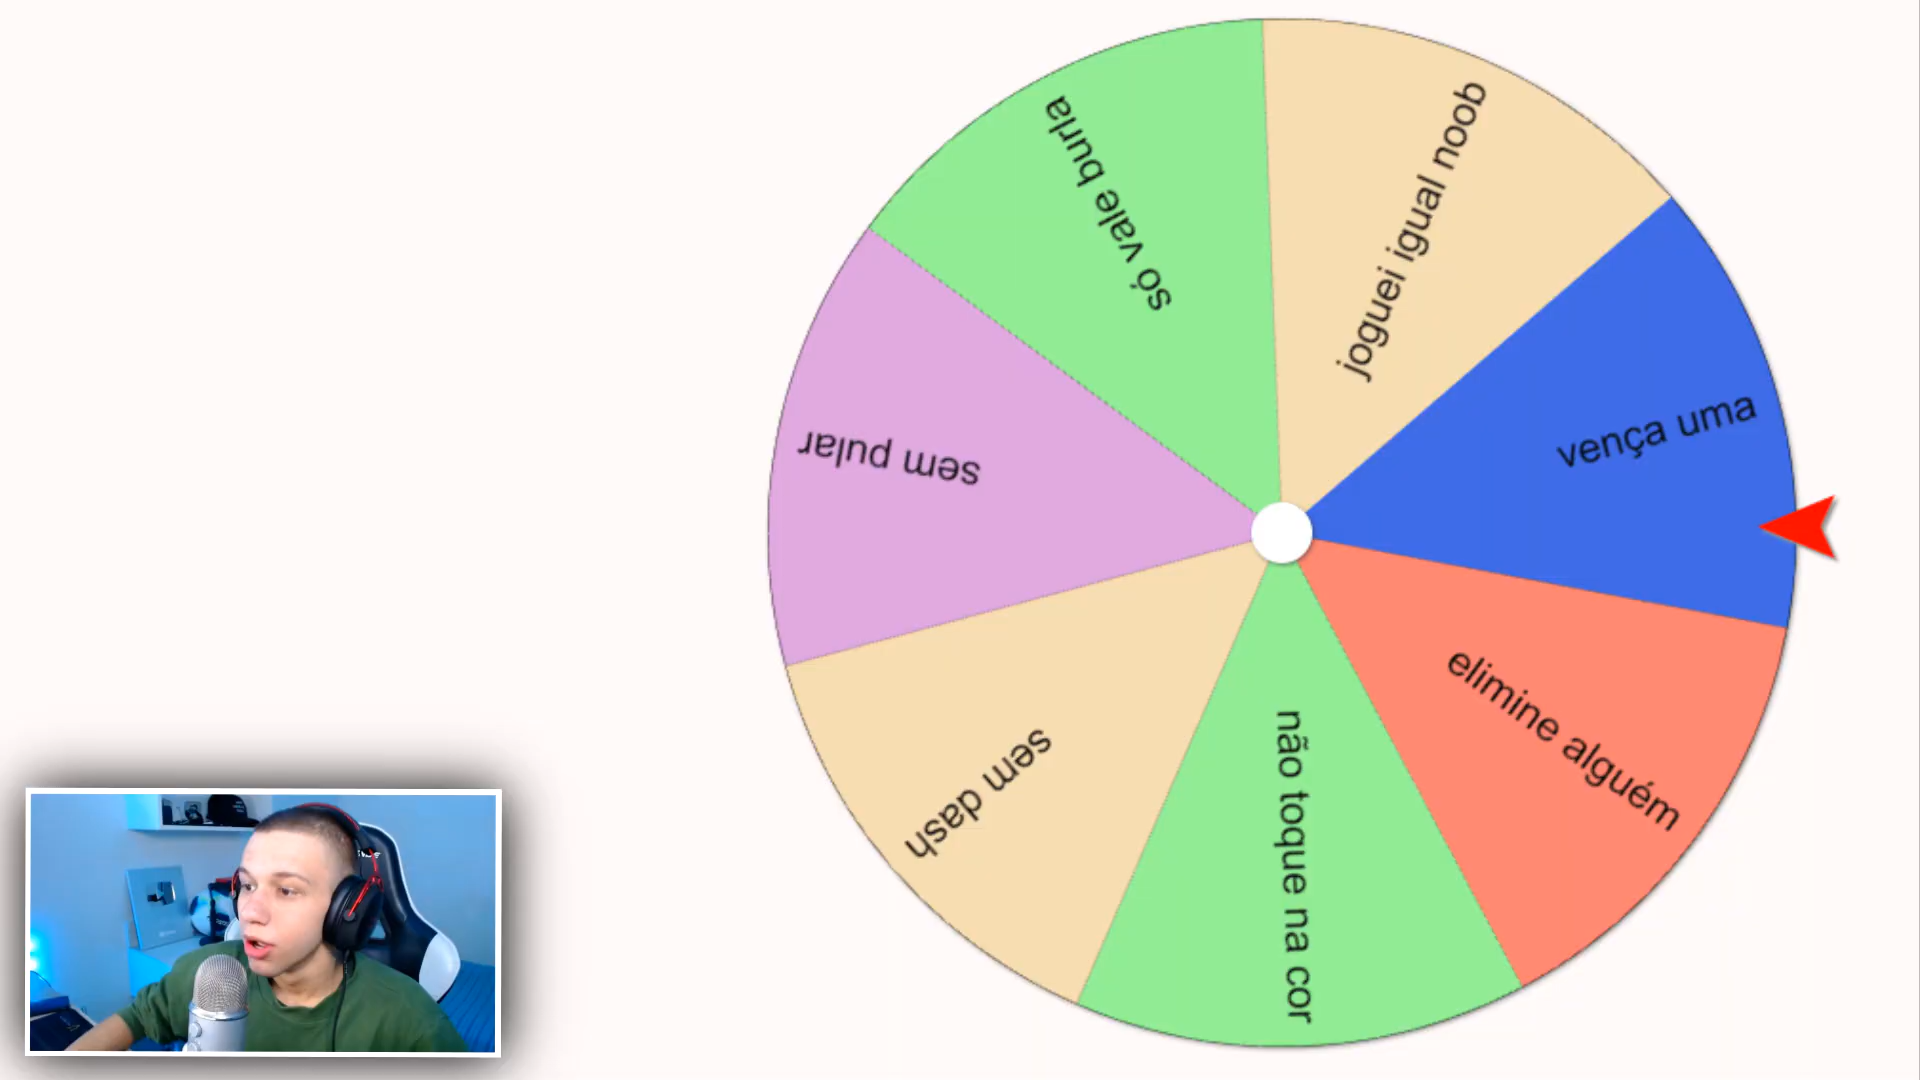 só vale burla
joguei igual noob
vença uma
sem pular
elimine alguém
sem dash
não toque na cor